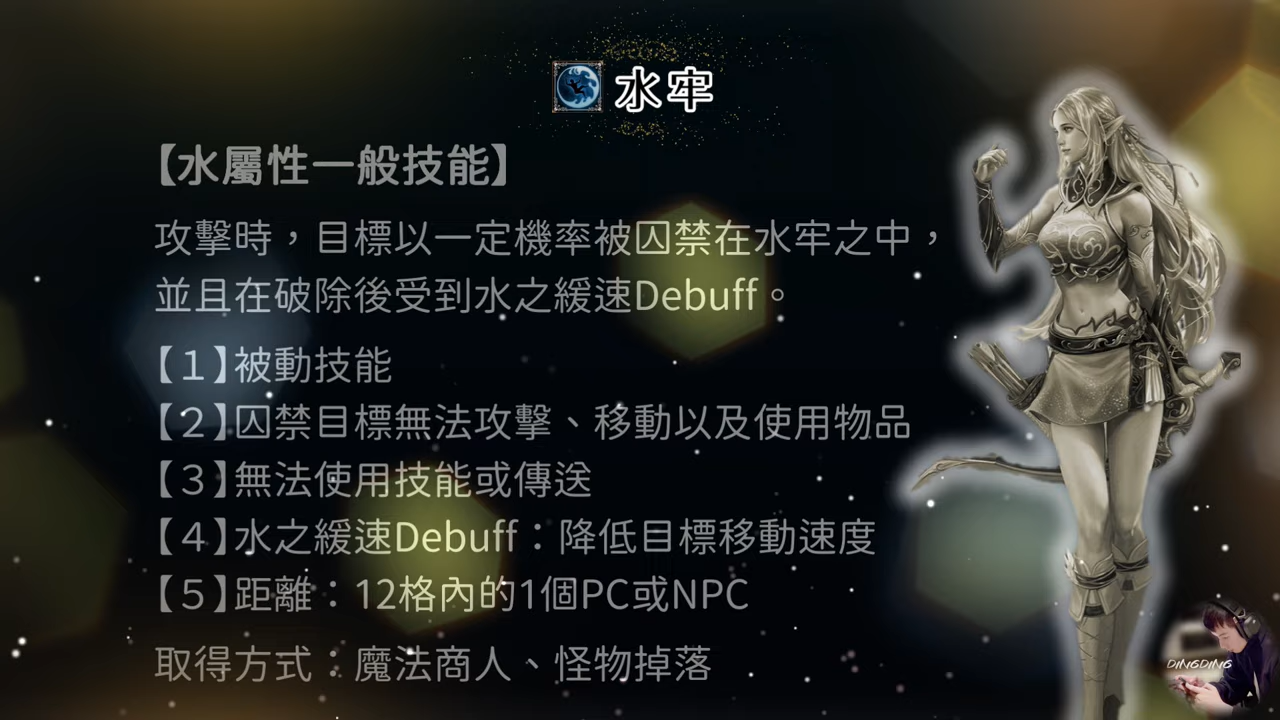 水牢
【水屬性一般技能】
攻擊時，目標以一定機率被囚禁在水牢之中，
並且在破除後受到水之緩速Debuff。
【１】被動技能
【２】囚禁目標無法攻擊、移動以及使用物品
【３】無法使用技能或傳送
【４】水之緩速Debuff：降低目標移動速度
【５】距離：12格內的1個PC或NPC
取得方式：魔法商人、怪物掉落
DINGDING